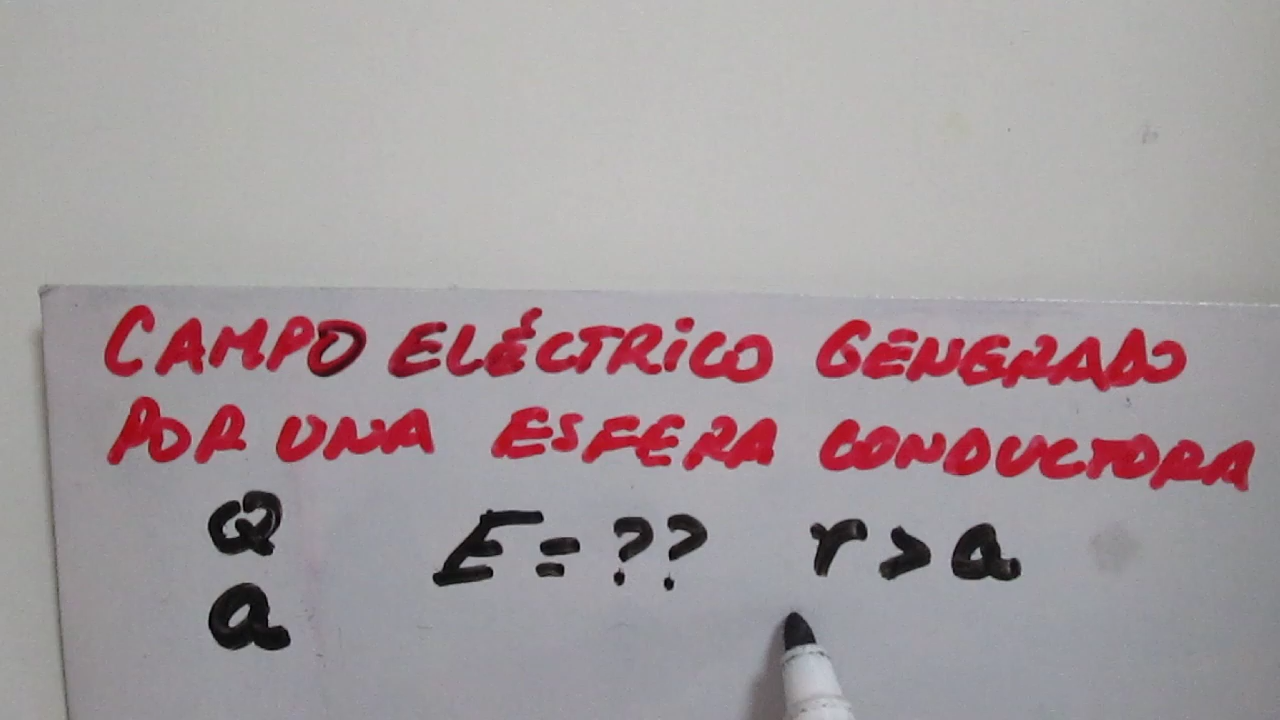 CAMPO ELÉCTRICO GENERADO
POR UNA ESFERA CONDUCTORA
Q E = ?? r > a
a